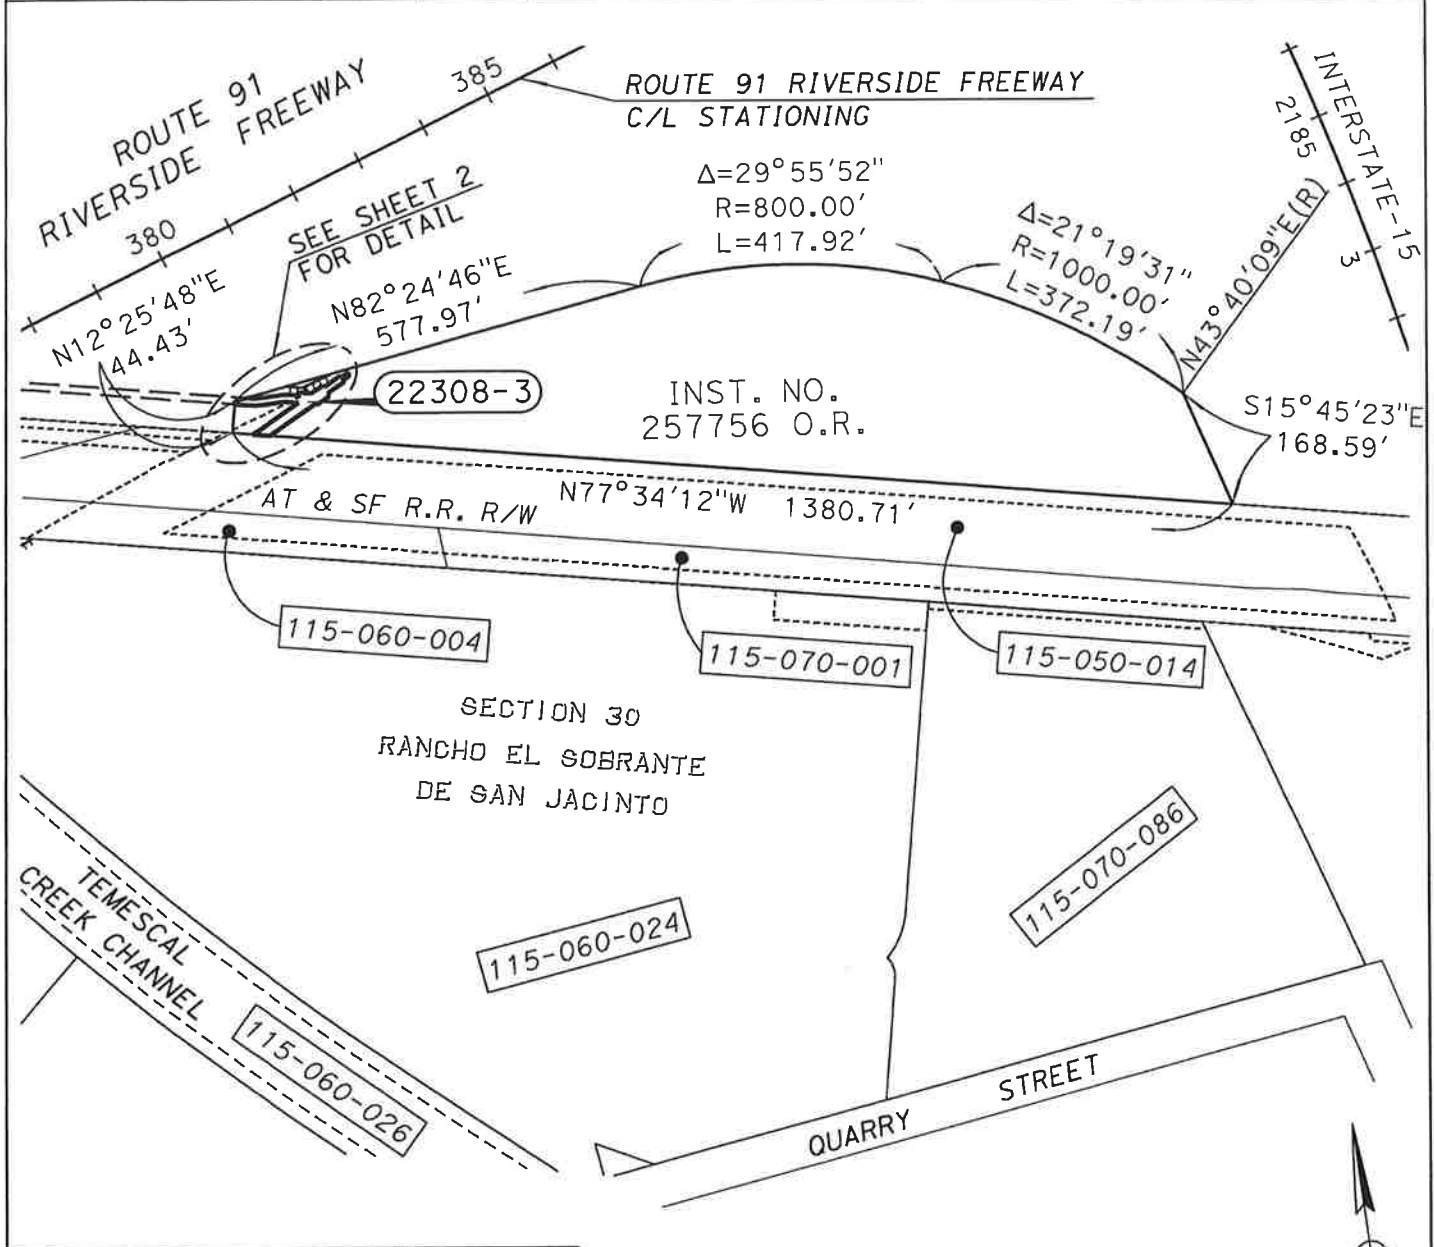 ROUTE 91
RIVERSIDE FREEWAY
380
385
ROUTE 91 RIVERSIDE FREEWAY
C/L STATIONING
INTERSTATE-15
2185
3
SEE SHEET 2
FOR DETAIL
N12°25'48"E
44.43'
N82°24'46"E
577.97'
Δ=29°55'52"
R=800.00'
L=417.92'
Δ=21°19'31"
R=1000.00'
L=372.19'
N43°40'09"E(R)
S15°45'23"E
168.59'
22308-3
INST. NO.
257756 O.R.
AT & SF R.R. R/W
N77°34'12"W 1380.71'
115-060-004
115-070-001
115-050-014
SECTION 30
RANCHO EL SOBRANTE
DE SAN JACINTO
115-070-086
115-060-024
TEMESCAL
CREEK CHANNEL
115-060-026
QUARRY STREET